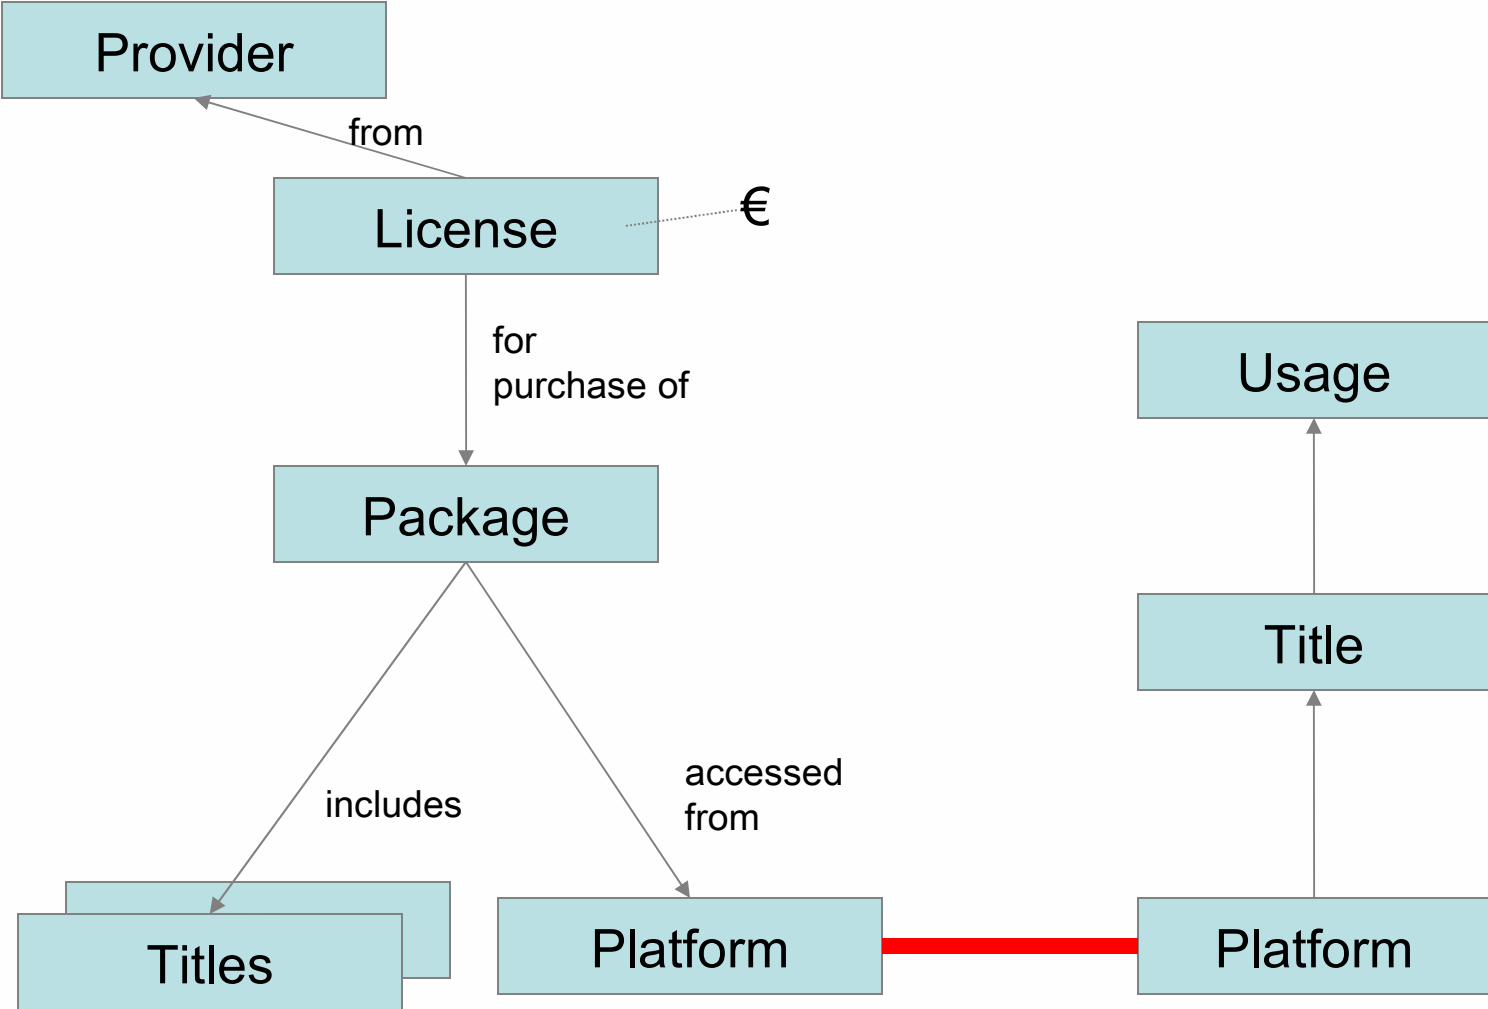 Provider
from
License
€
for
purchase of
Usage
Package
Title
accessed
from
includes
Titles
Platform
Platform